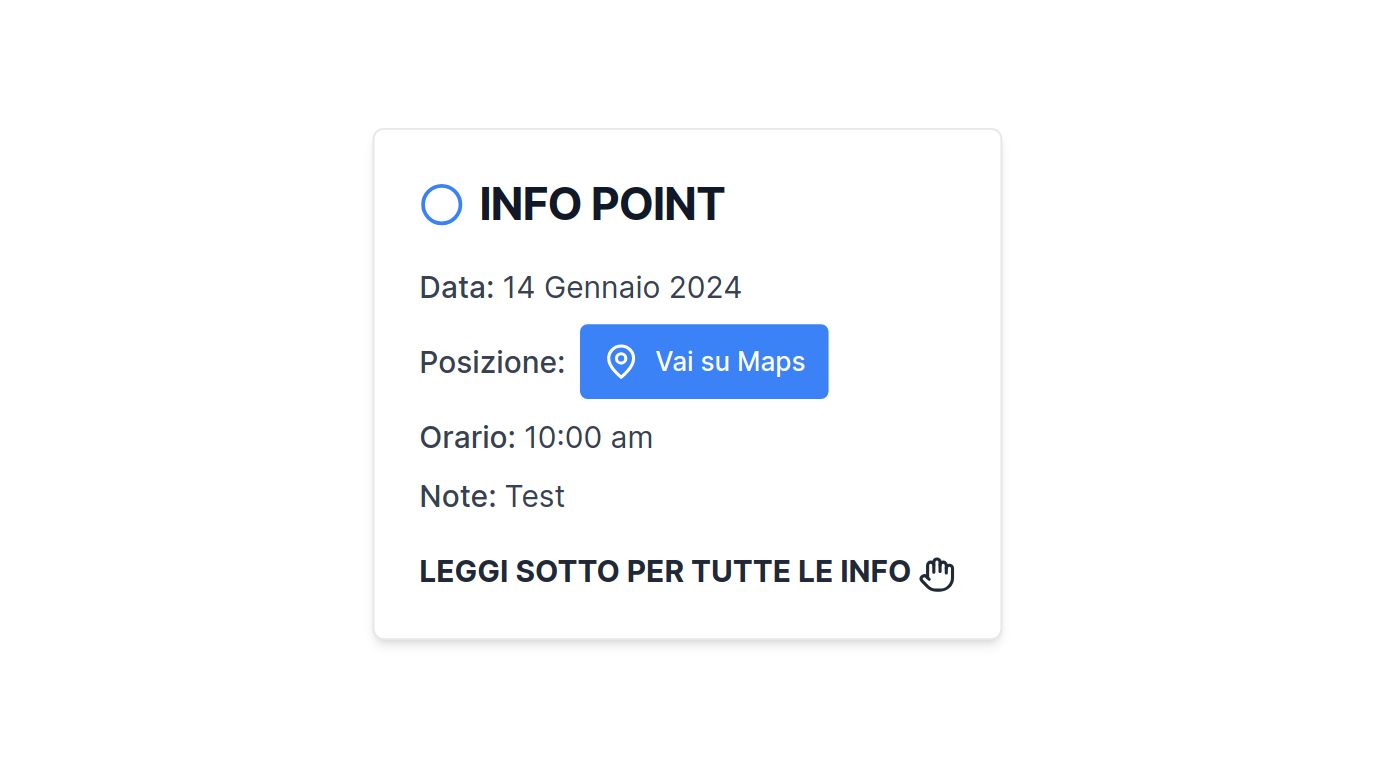 INFO POINT
Data: 14 Gennaio 2024
Posizione: Vai su Maps
Orario: 10:00 am
Note: Test
LEGGI SOTTO PER TUTTE LE INFO